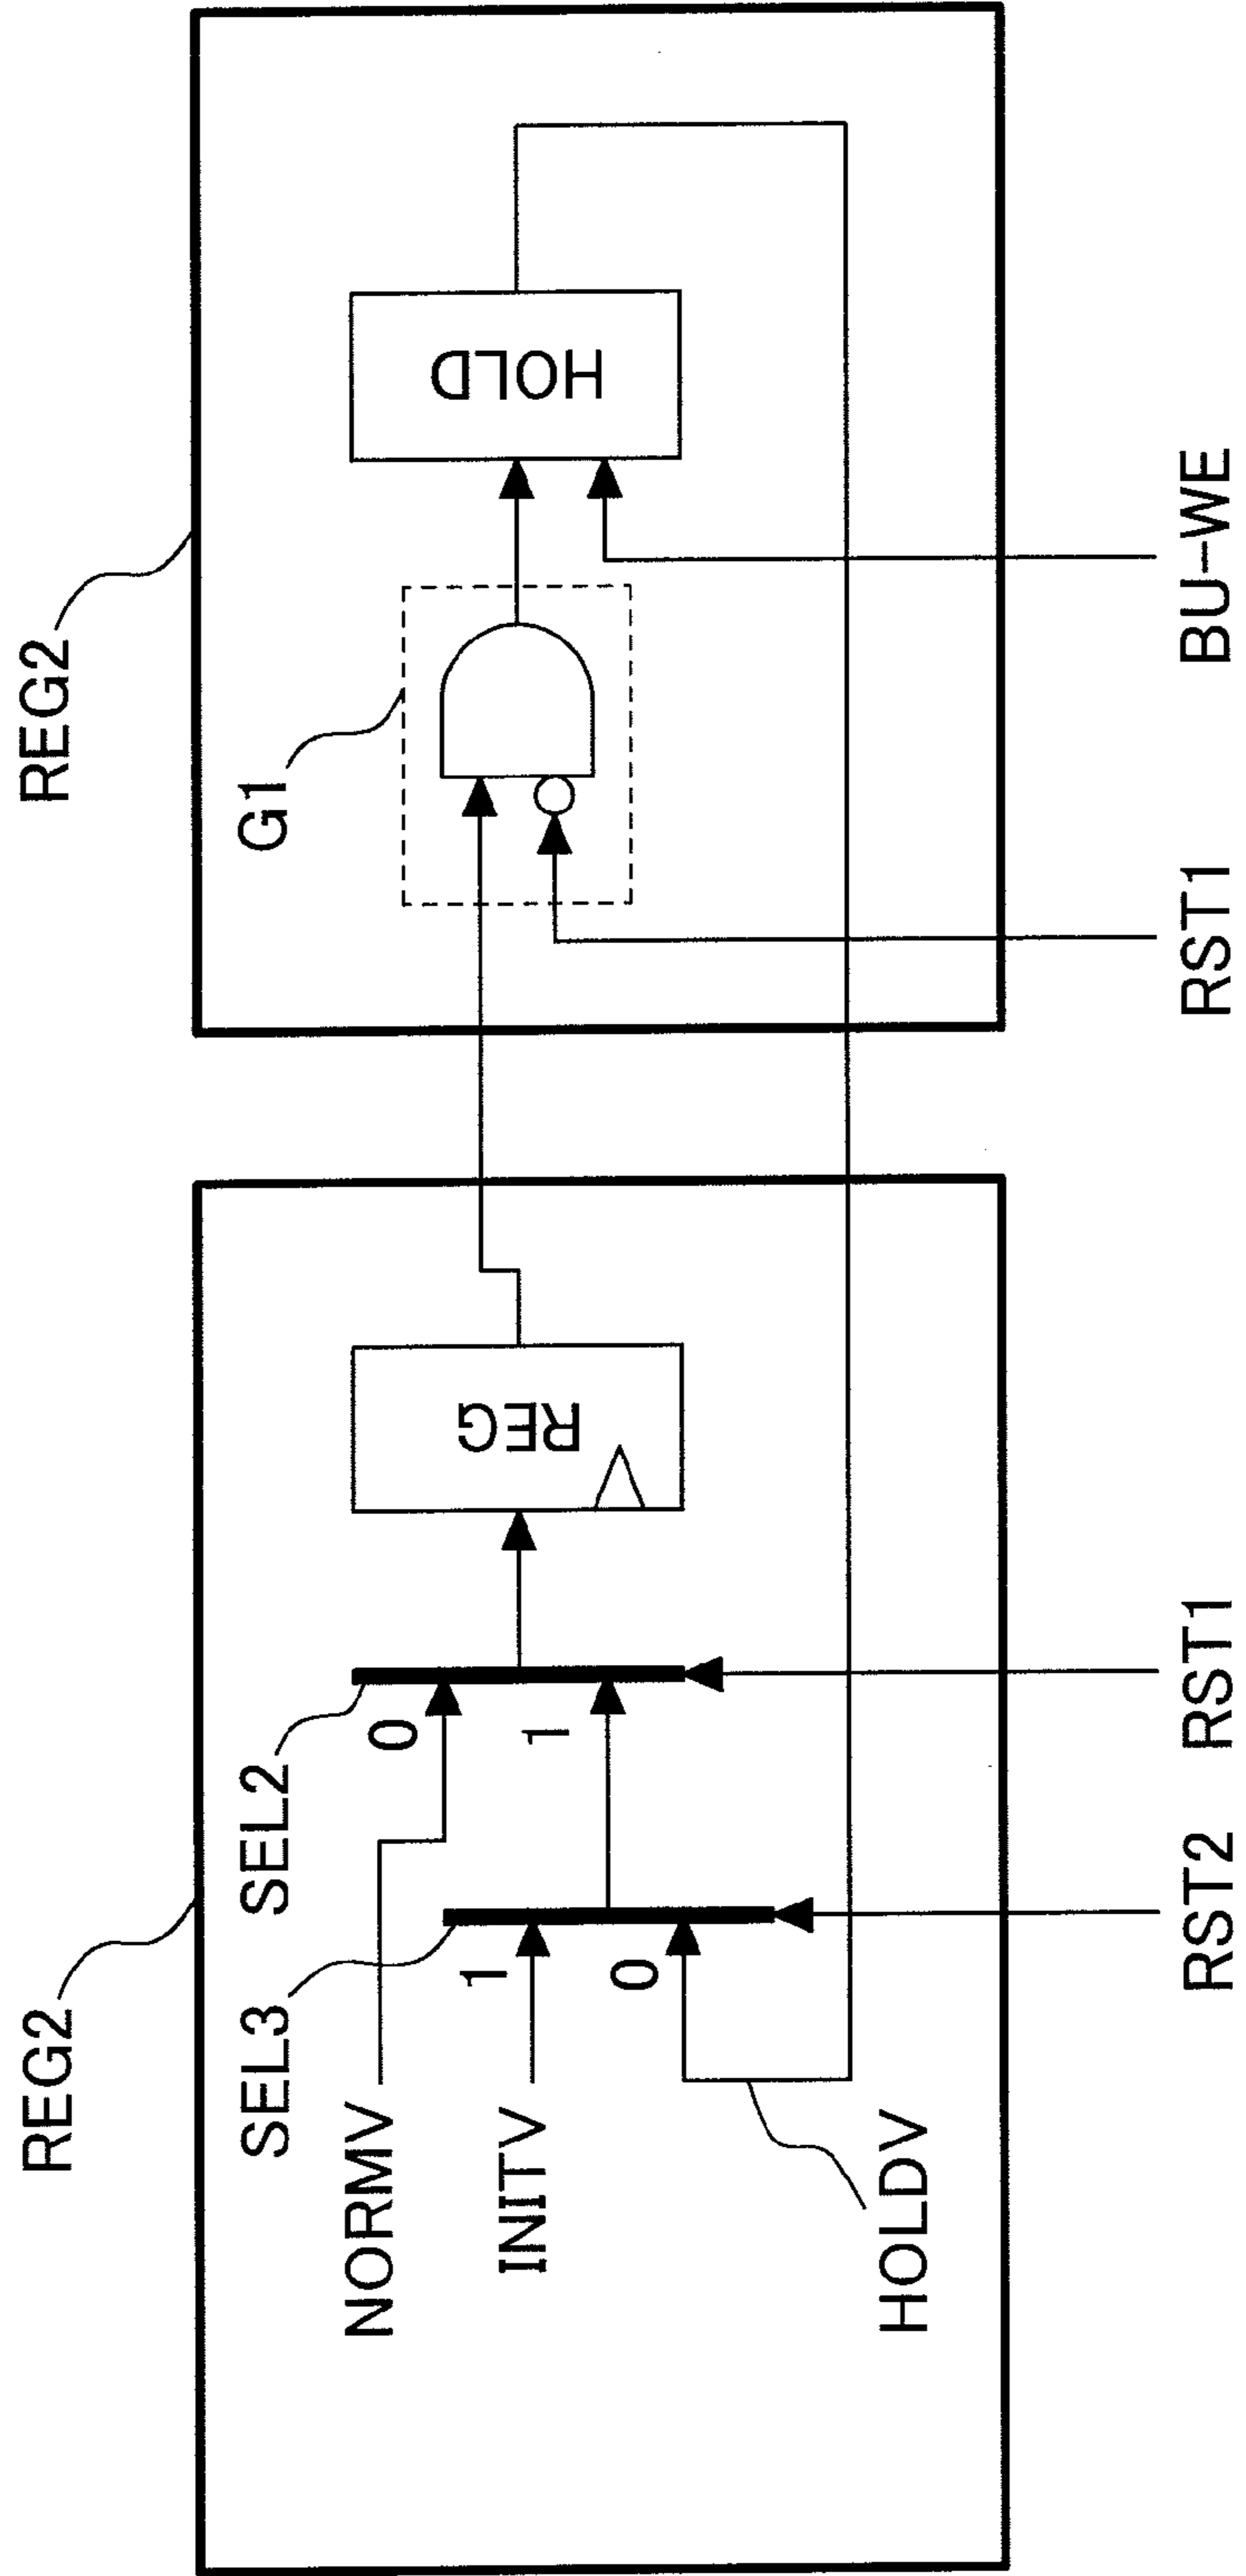 REG2
REG2
SEL3
SEL2
G1
NORMV
0
1
INITV
1
0
REG
HOLD
HOLDV
RST2
RST1
RST1
BU-WE